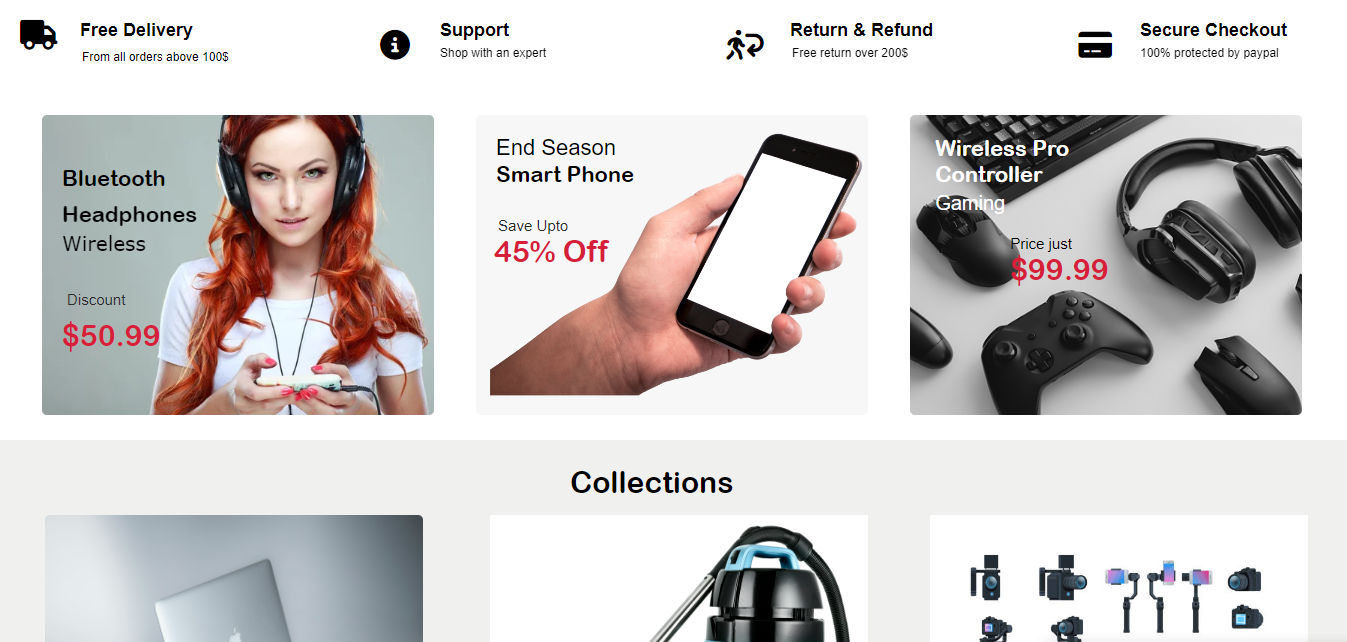 Free Delivery
From all orders above 100$
Support
Shop with an expert
Return & Refund
Free return over 200$
Secure Checkout
100% protected by paypal
Bluetooth
Headphones
Wireless
Discount
$50.99
End Season
Smart Phone
Save Upto
45% Off
Wireless Pro
Controller
Gaming
Price just
$99.99
Collections